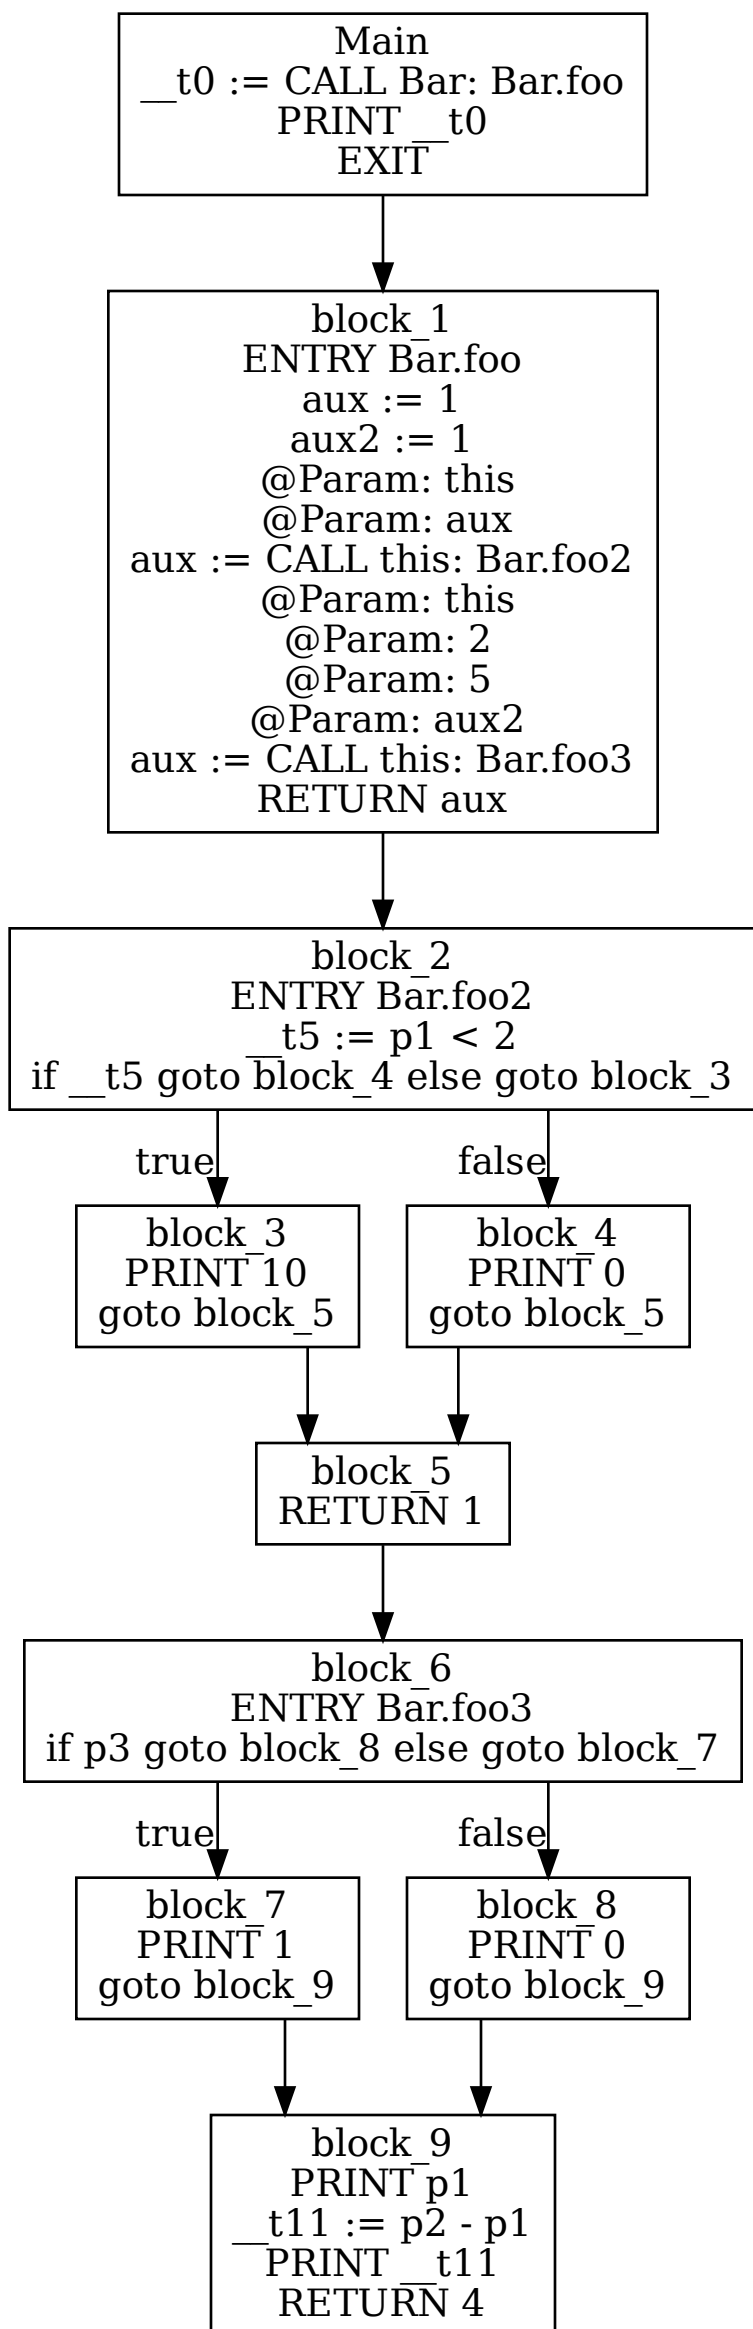 Main
__t0 := CALL Bar: Bar.foo
PRINT __t0
EXIT
block_1
ENTRY Bar.foo
aux := 1
aux2 := 1
@Param: this
@Param: aux
aux := CALL this: Bar.foo2
@Param: this
@Param: 2
@Param: 5
@Param: aux2
aux := CALL this: Bar.foo3
RETURN aux
block_2
ENTRY Bar.foo2
__t5 := p1 < 2
if __t5 goto block_4 else goto block_3
true
false
block_3
PRINT 10
goto block_5
block_4
PRINT 0
goto block_5
block_5
RETURN 1
block_6
ENTRY Bar.foo3
if p3 goto block_8 else goto block_7
true
false
block_7
PRINT 1
goto block_9
block_8
PRINT 0
goto block_9
block_9
PRINT p1
__t11 := p2 - p1
PRINT __t11
RETURN 4